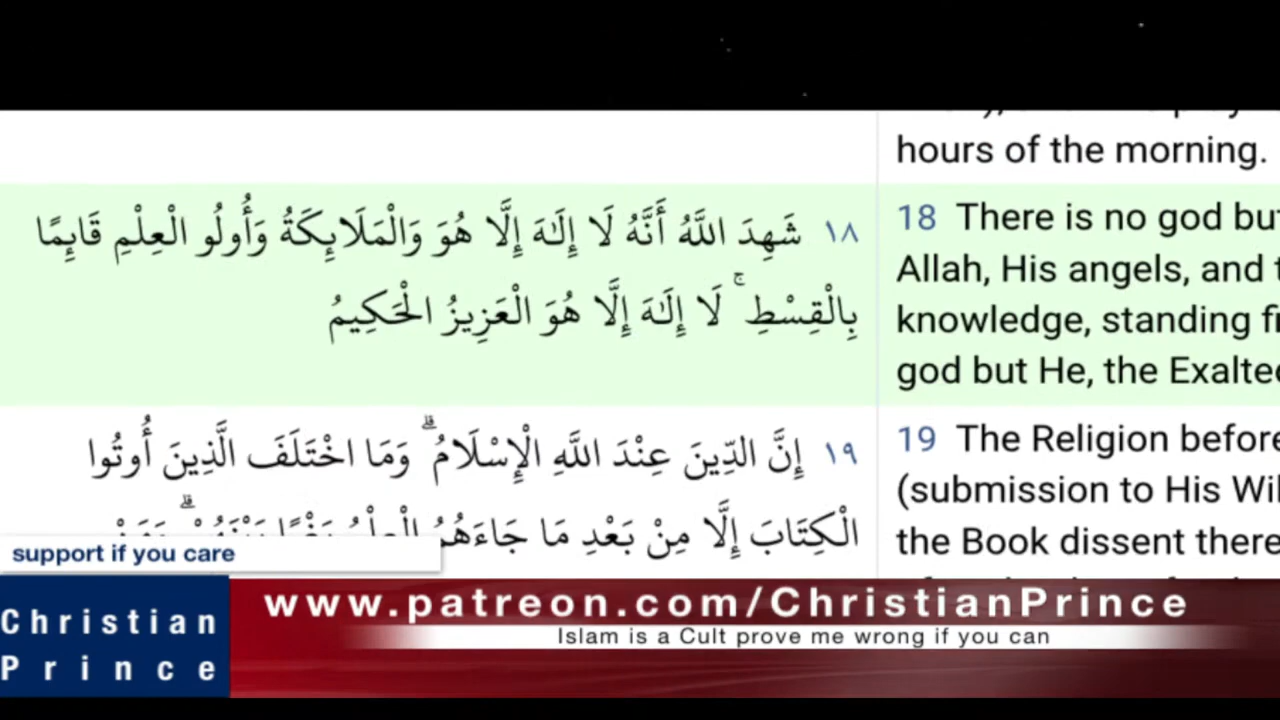 hours of the morning.
١٨ شَهِدَ اللَّهُ أَنَّهُ لَا إِلَٰهَ إِلَّا هُوَ وَالْمَلَائِكَةُ وَأُولُو الْعِلْمِ قَائِمًا
بِالْقِسْطِ ۚ لَا إِلَٰهَ إِلَّا هُوَ الْعَزِيزُ الْحَكِيمُ
18 There is no god bu
Allah, His angels, and t
knowledge, standing fi
god but He, the Exalte
١٩ إِنَّ الدِّينَ عِنْدَ اللَّهِ الْإِسْلَامُ ۗ وَمَا اخْتَلَفَ الَّذِينَ أُوتُوا
الْكِتَابَ إِلَّا مِنْ بَعْدِ مَا جَاءَهُمُ
19 The Religion before
(submission to His Wil
the Book dissent there
support if you care
Christian
Prince
www.patreon.com/ChristianPrince
Islam is a Cult prove me wrong if you can